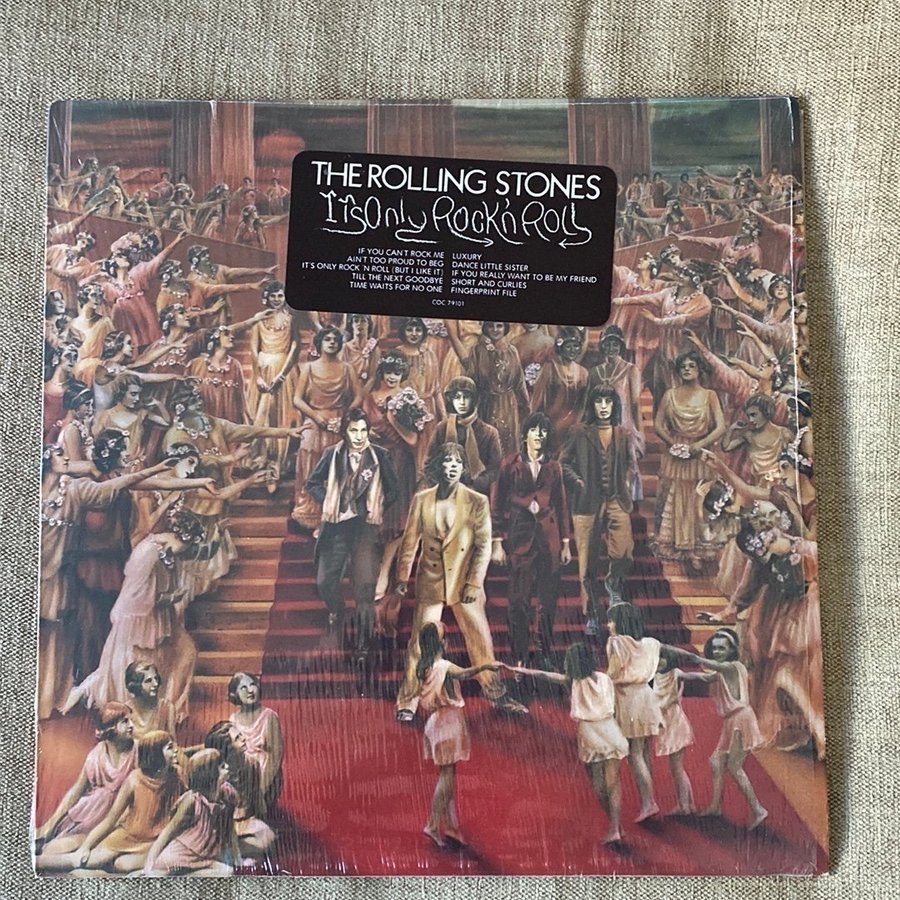 THE ROLLING STONES
It's Only Rock'n Roll
IF YOU CAN'T ROCK ME LUXURY
AIN'T TOO PROUD TO BEG DANCE LITTLE SISTER
IT'S ONLY ROCK 'N ROLL (BUT I LIKE IT) IF YOU REALLY WANT TO BE MY FRIEND
TILL THE NEXT GOODBYE SHORT AND CURLIES
TIME WAITS FOR NO ONE FINGERPRINT FILE
COC 79101